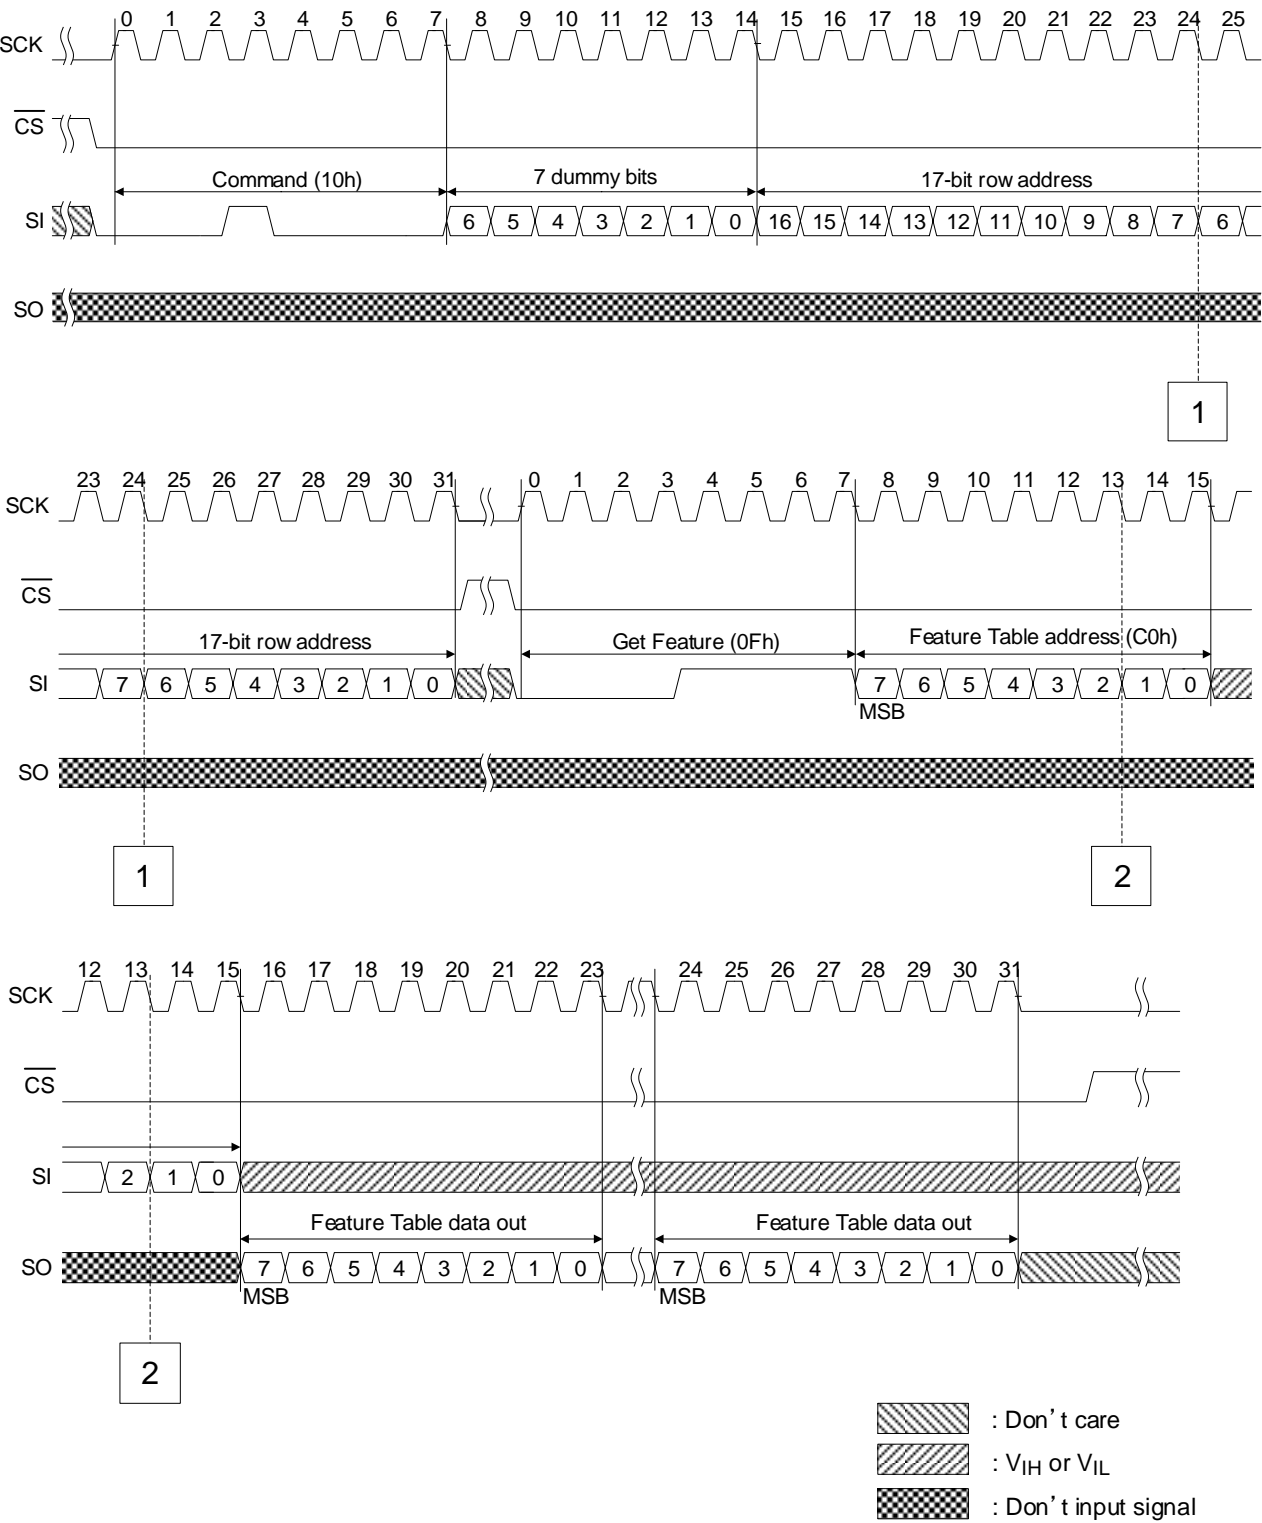 0 1 2 3 4 5 6 7 8 9 10 11 12 13 14 15 16 17 18 19 20 21 22 23 24 25
SCK
CS
Command (10h) 7 dummy bits 17-bit row address
SI 6 5 4 3 2 1 0 16 15 14 13 12 11 10 9 8 7 6
SO
1
23 24 25 26 27 28 29 30 31 0 1 2 3 4 5 6 7 8 9 10 11 12 13 14 15
SCK
CS
17-bit row address Get Feature (0Fh) Feature Table address (C0h)
SI 7 6 5 4 3 2 1 0 7 6 5 4 3 2 1 0
MSB
SO
1 2
12 13 14 15 16 17 18 19 20 21 22 23 24 25 26 27 28 29 30 31
SCK
CS
SI 2 1 0
Feature Table data out Feature Table data out
SO 7 6 5 4 3 2 1 0 7 6 5 4 3 2 1 0
MSB MSB
2
: Don't care
: VIH or VIL
: Don't input signal